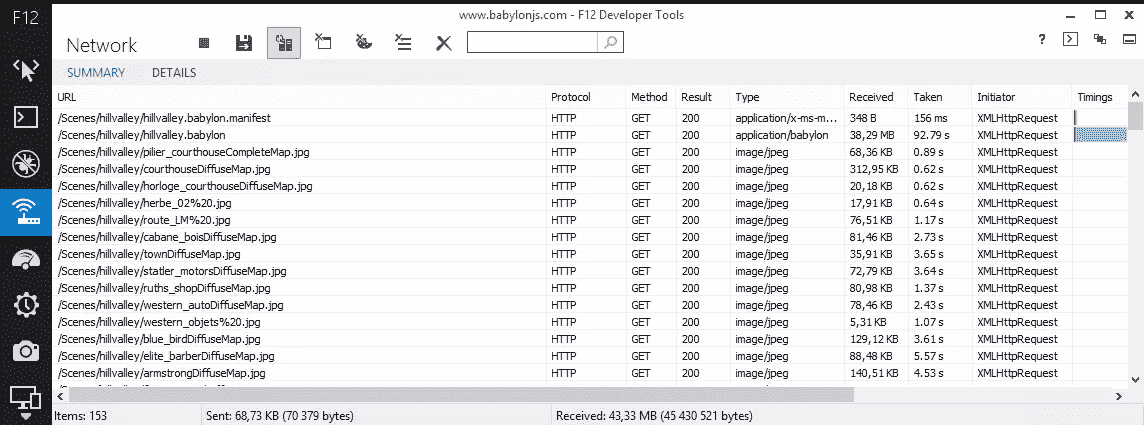 F12
www.babylonjs.com - F12 Developer Tools
Network
?
SUMMARY DETAILS
URL Protocol Method Result Type Received Taken Initiator Timings
/Scenes/hillvalley/hillvalley.babylon.manifest HTTP GET 200 application/x-ms-m... 348 B 156 ms XMLHttpRequest
/Scenes/hillvalley/hillvalley.babylon HTTP GET 200 application/babylon 38,29 MB 92.79 s XMLHttpRequest
/Scenes/hillvalley/pilier_courthouseCompleteMap.jpg HTTP GET 200 image/jpeg 68,36 KB 0.89 s XMLHttpRequest
/Scenes/hillvalley/courthouseDiffuseMap.jpg HTTP GET 200 image/jpeg 312,95 KB 0.62 s XMLHttpRequest
/Scenes/hillvalley/horloge_courthouseDiffuseMap.jpg HTTP GET 200 image/jpeg 20,18 KB 0.62 s XMLHttpRequest
/Scenes/hillvalley/herbe_02%20.jpg HTTP GET 200 image/jpeg 17,91 KB 0.64 s XMLHttpRequest
/Scenes/hillvalley/route_LM%20.jpg HTTP GET 200 image/jpeg 76,51 KB 1.17 s XMLHttpRequest
/Scenes/hillvalley/cabane_boisDiffuseMap.jpg HTTP GET 200 image/jpeg 81,46 KB 2.73 s XMLHttpRequest
/Scenes/hillvalley/townDiffuseMap.jpg HTTP GET 200 image/jpeg 35,91 KB 3.65 s XMLHttpRequest
/Scenes/hillvalley/statler_motorsDiffuseMap.jpg HTTP GET 200 image/jpeg 72,79 KB 3.64 s XMLHttpRequest
/Scenes/hillvalley/ruths_shopDiffuseMap.jpg HTTP GET 200 image/jpeg 80,98 KB 1.37 s XMLHttpRequest
/Scenes/hillvalley/western_autoDiffuseMap.jpg HTTP GET 200 image/jpeg 78,46 KB 2.43 s XMLHttpRequest
/Scenes/hillvalley/western_objets%20.jpg HTTP GET 200 image/jpeg 5,31 KB 1.07 s XMLHttpRequest
/Scenes/hillvalley/blue_birdDiffuseMap.jpg HTTP GET 200 image/jpeg 129,12 KB 3.61 s XMLHttpRequest
/Scenes/hillvalley/elite_barberDiffuseMap.jpg HTTP GET 200 image/jpeg 88,48 KB 5.57 s XMLHttpRequest
/Scenes/hillvalley/armstrongDiffuseMap.jpg HTTP GET 200 image/jpeg 140,51 KB 4.53 s XMLHttpRequest
Items: 153 Sent: 68,73 KB (70 379 bytes) Received: 43,33 MB (45 430 521 bytes)